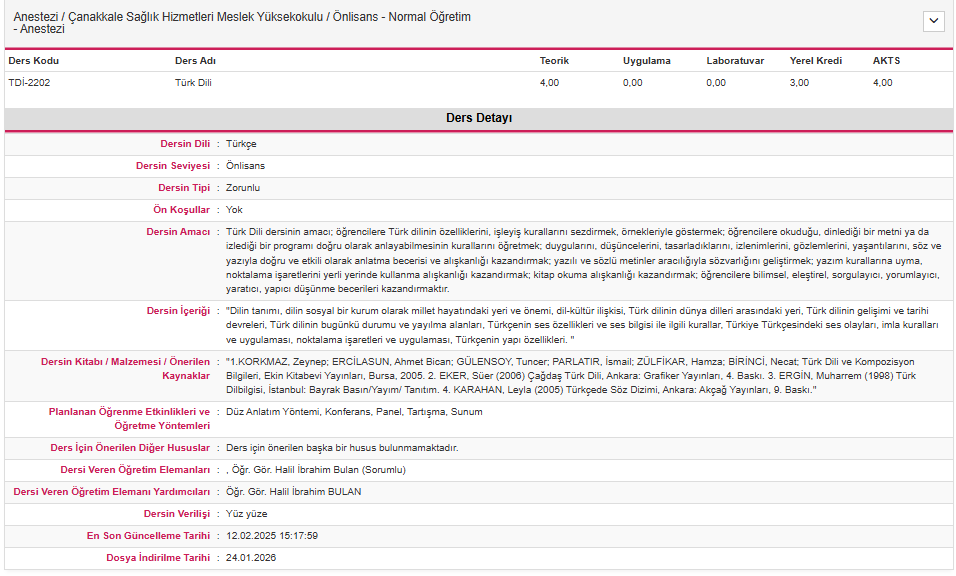 Anestezi / Çanakkale Sağlık Hizmetleri Meslek Yüksekokulu / Önlisans - Normal Öğretim
- Anestezi
Ders Kodu Ders Adı Teorik Uygulama Laboratuvar Yerel Kredi AKTS
TDİ-2202 Türk Dili 4,00 0,00 0,00 3,00 4,00
Ders Detayı
Dersin Dili : Türkçe
Dersin Seviyesi : Önlisans
Dersin Tipi : Zorunlu
Ön Koşullar : Yok
Dersin Amacı : Türk Dili dersinin amacı; öğrencilere Türk dilinin özelliklerini, işleyiş kurallarını sezdirmek, örnekleriyle göstermek; öğrencilere okuduğu, dinlediği bir metni ya da
izlediği bir programı doğru olarak anlayabilmesinin kurallarını öğretmek; duygularını, düşüncelerini, tasarladıklarını, izlenimlerini, gözlemlerini, yaşantılarını, söz ve
yazıyla doğru ve etkili olarak anlatma becerisi ve alışkanlığı kazandırmak; yazılı ve sözlü metinler aracılığıyla sözvarlığını geliştirmek; yazım kurallarına uyma,
noktalama işaretlerini yerli yerinde kullanma alışkanlığı kazandırmak; kitap okuma alışkanlığı kazandırmak; öğrencilere bilimsel, eleştirel, sorgulayıcı, yorumlayıcı,
yaratıcı, yapıcı düşünme becerileri kazandırmaktır.
Dersin İçeriği : "Dilin tanımı, dilin sosyal bir kurum olarak millet hayatındaki yeri ve önemi, dil-kültür ilişkisi, Türk dilinin dünya dilleri arasındaki yeri, Türk dilinin gelişimi ve tarihi
devreleri, Türk dilinin bugünkü durumu ve yayılma alanları, Türkçenin ses özellikleri ve ses bilgisi ile ilgili kurallar, Türkiye Türkçesindeki ses olayları, imla kuralları
ve uygulaması, noktalama işaretleri ve uygulaması, Türkçenin yapı özellikleri. "
Dersin Kitabı / Malzemesi / Önerilen : "1.KORKMAZ, Zeynep; ERCİLASUN, Ahmet Bican; GÜLENSOY, Tuncer; PARLATIR, İsmail; ZÜLFİKAR, Hamza; BİRİNCİ, Necat; Türk Dili ve Kompozisyon
Kaynaklar Bilgileri, Ekin Kitabevi Yayınları, Bursa, 2005. 2. EKER, Süer (2006) Çağdaş Türk Dili, Ankara: Grafiker Yayınları, 4. Baskı. 3. ERGİN, Muharrem (1998) Türk
Dilbilgisi, İstanbul: Bayrak Basın/Yayım/ Tanıtım. 4. KARAHAN, Leyla (2005) Türkçede Söz Dizimi, Ankara: Akçağ Yayınları, 9. Baskı."
Planlanan Öğrenme Etkinlikleri ve : Düz Anlatım Yöntemi, Konferans, Panel, Tartışma, Sunum
Öğretme Yöntemleri
Ders İçin Önerilen Diğer Hususlar : Ders için önerilen başka bir husus bulunmamaktadır.
Dersi Veren Öğretim Elemanları : , Öğr. Gör. Halil İbrahim Bulan (Sorumlu)
Dersi Veren Öğretim Elemanı Yardımcıları : Öğr. Gör. Halil İbrahim BULAN
Dersin Verilişi : Yüz yüze
En Son Güncelleme Tarihi : 12.02.2025 15:17:59
Dosya İndirilme Tarihi : 24.01.2026